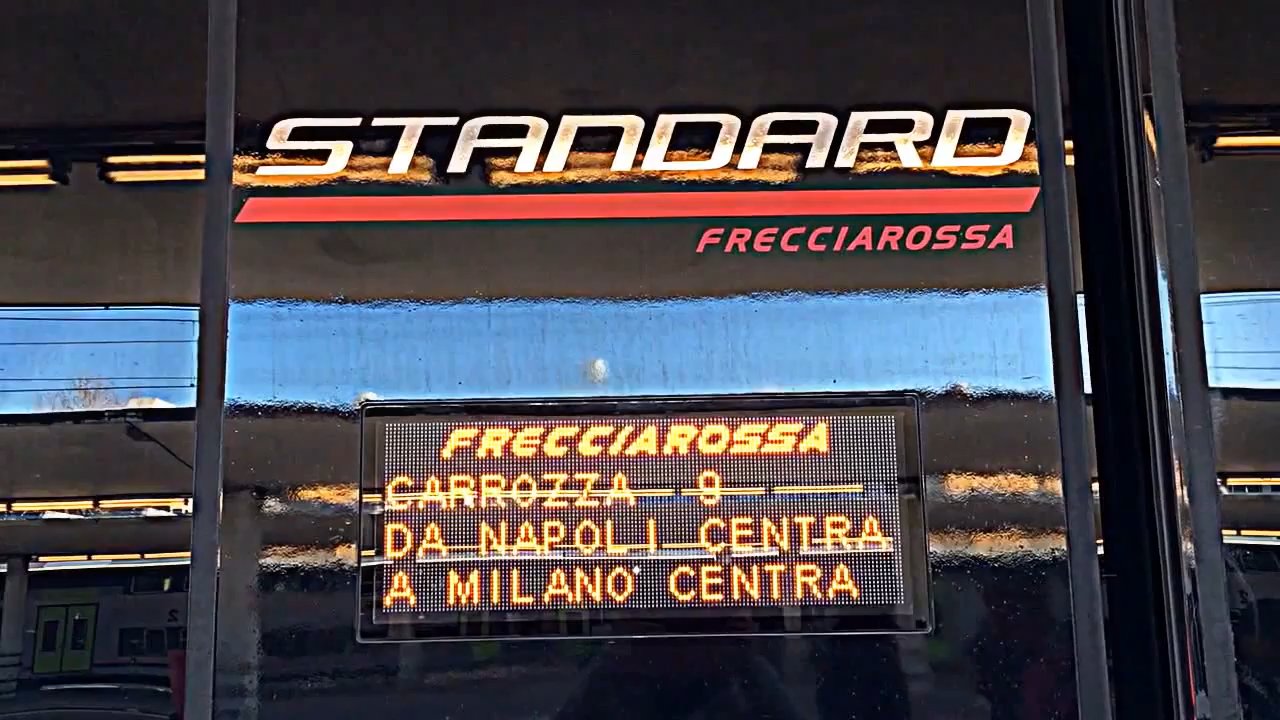 STANDARD
FRECCIAROSSA
FRECCIAROSSA
CARROZZA 9
DA NAPOLI CENTRA
A MILANO CENTRA